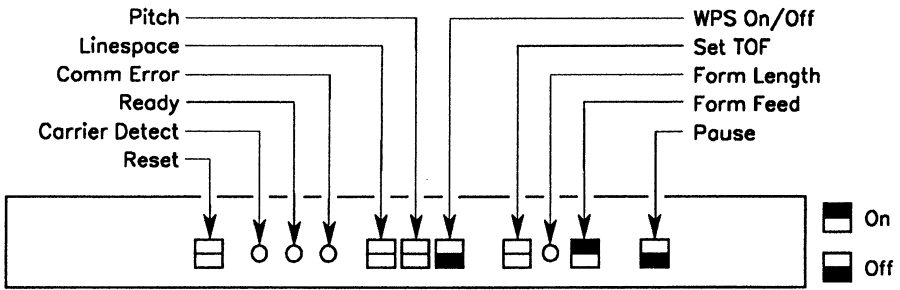 Pitch
Linespace
Comm Error
Ready
Carrier Detect
Reset
WPS On/Off
Set TOF
Form Length
Form Feed
Pause
On
Off